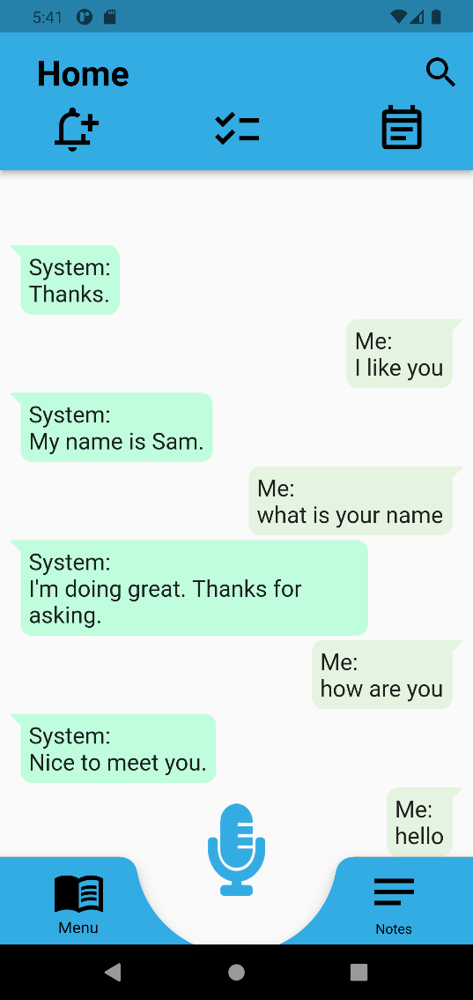 5:41
Home
System:
Thanks.
Me:
I like you
System:
My name is Sam.
Me:
what is your name
System:
I'm doing great. Thanks for
asking.
Me:
how are you
System:
Nice to meet you.
Me:
hello
Menu
Notes